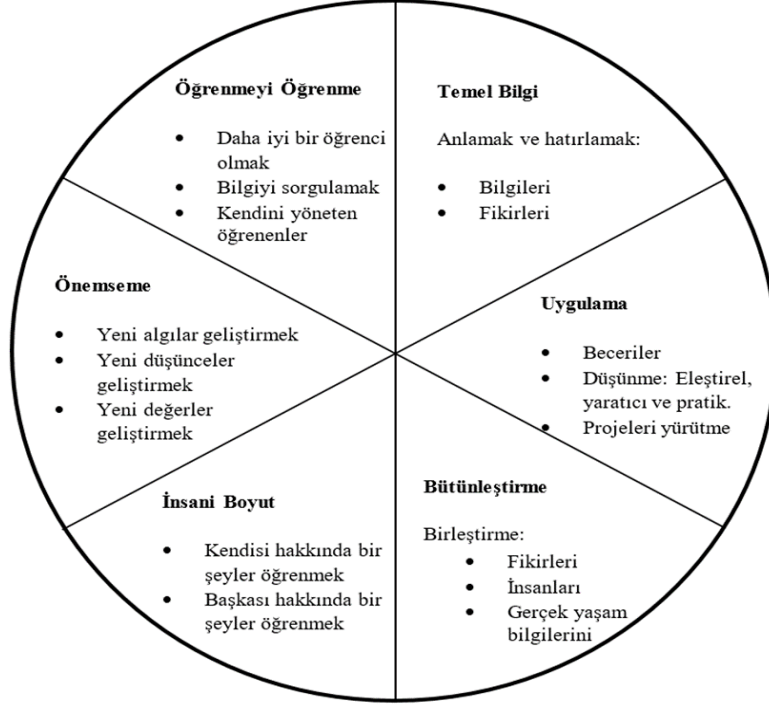 Öğrenmeyi Öğrenme
• Daha iyi bir öğrenci
olmak
• Bilgiyi sorgulamak
• Kendini yöneten
öğrenenler
Temel Bilgi
Anlamak ve hatırlamak:
• Bilgileri
• Fikirleri
Önemseme
• Yeni algılar geliştirmek
• Yeni düşünceler
geliştirmek
• Yeni değerler
geliştirmek
Uygulama
• Beceriler
• Düşünme: Eleştirel,
yaratıcı ve pratik.
• Projeleri yürütme
İnsani Boyut
• Kendisi hakkında bir
şeyler öğrenmek
• Başkası hakkında bir
şeyler öğrenmek
Bütünleştirme
Birleştirme:
• Fikirleri
• İnsanları
• Gerçek yaşam
bilgilerini